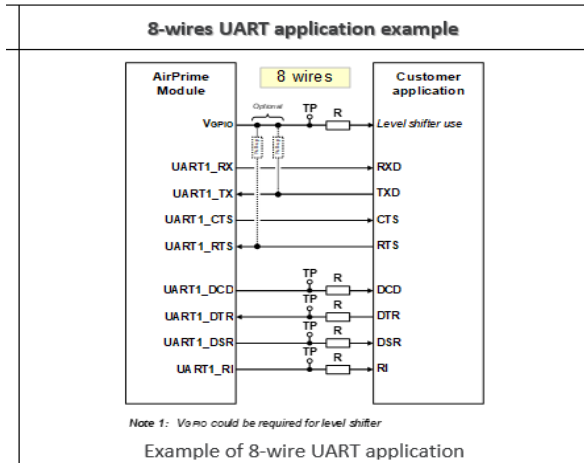 8-wires UART application example
AirPrime Module
8 wires
Customer application
Optional
TP
R
VGPIO
Level shifter use
UART1_RX
RXD
UART1_TX
TXD
UART1_CTS
CTS
UART1_RTS
RTS
TP
R
UART1_DCD
DCD
TP
R
UART1_DTR
DTR
TP
R
UART1_DSR
DSR
TP
R
UART1_RI
RI
Note 1: VGPIO could be required for level shifter
Example of 8-wire UART application